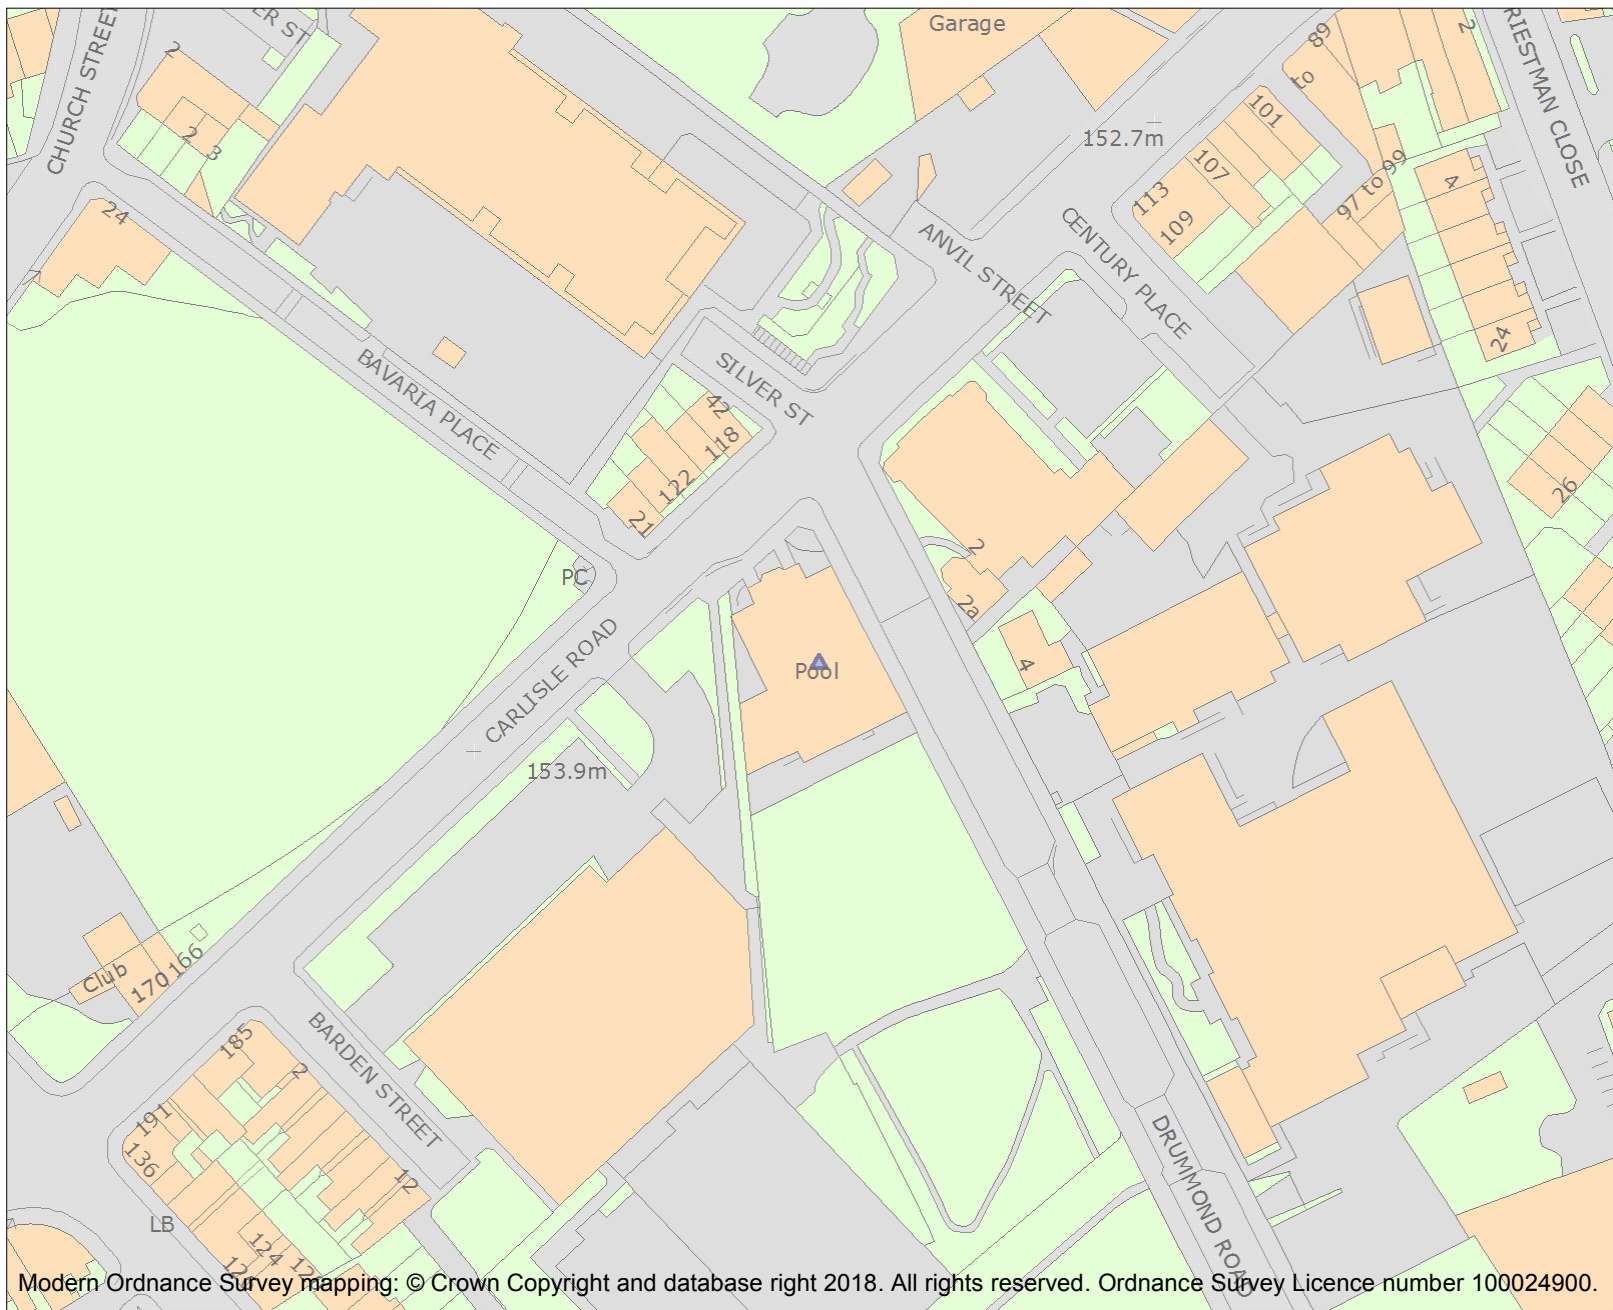 ER ST
Garage
89
to
2
RIESTMAN CLOSE
CHURCH STREET
2
2
3
101
152.7m
107
113
109
97 to 99
4
24
7
ANVIL STREET
CENTURY PLACE
24
BAVARIA PLACE
SILVER ST
42
118
122
21
26
2
2a
PC
4
Pool
CARLISLE ROAD
153.9m
Club
170
166
185
BARDEN STREET
2
191
136
12
LB
124
DRUMMOND ROAD
Modern Ordnance Survey mapping: © Crown Copyright and database right 2018. All rights reserved. Ordnance Survey Licence number 100024900.